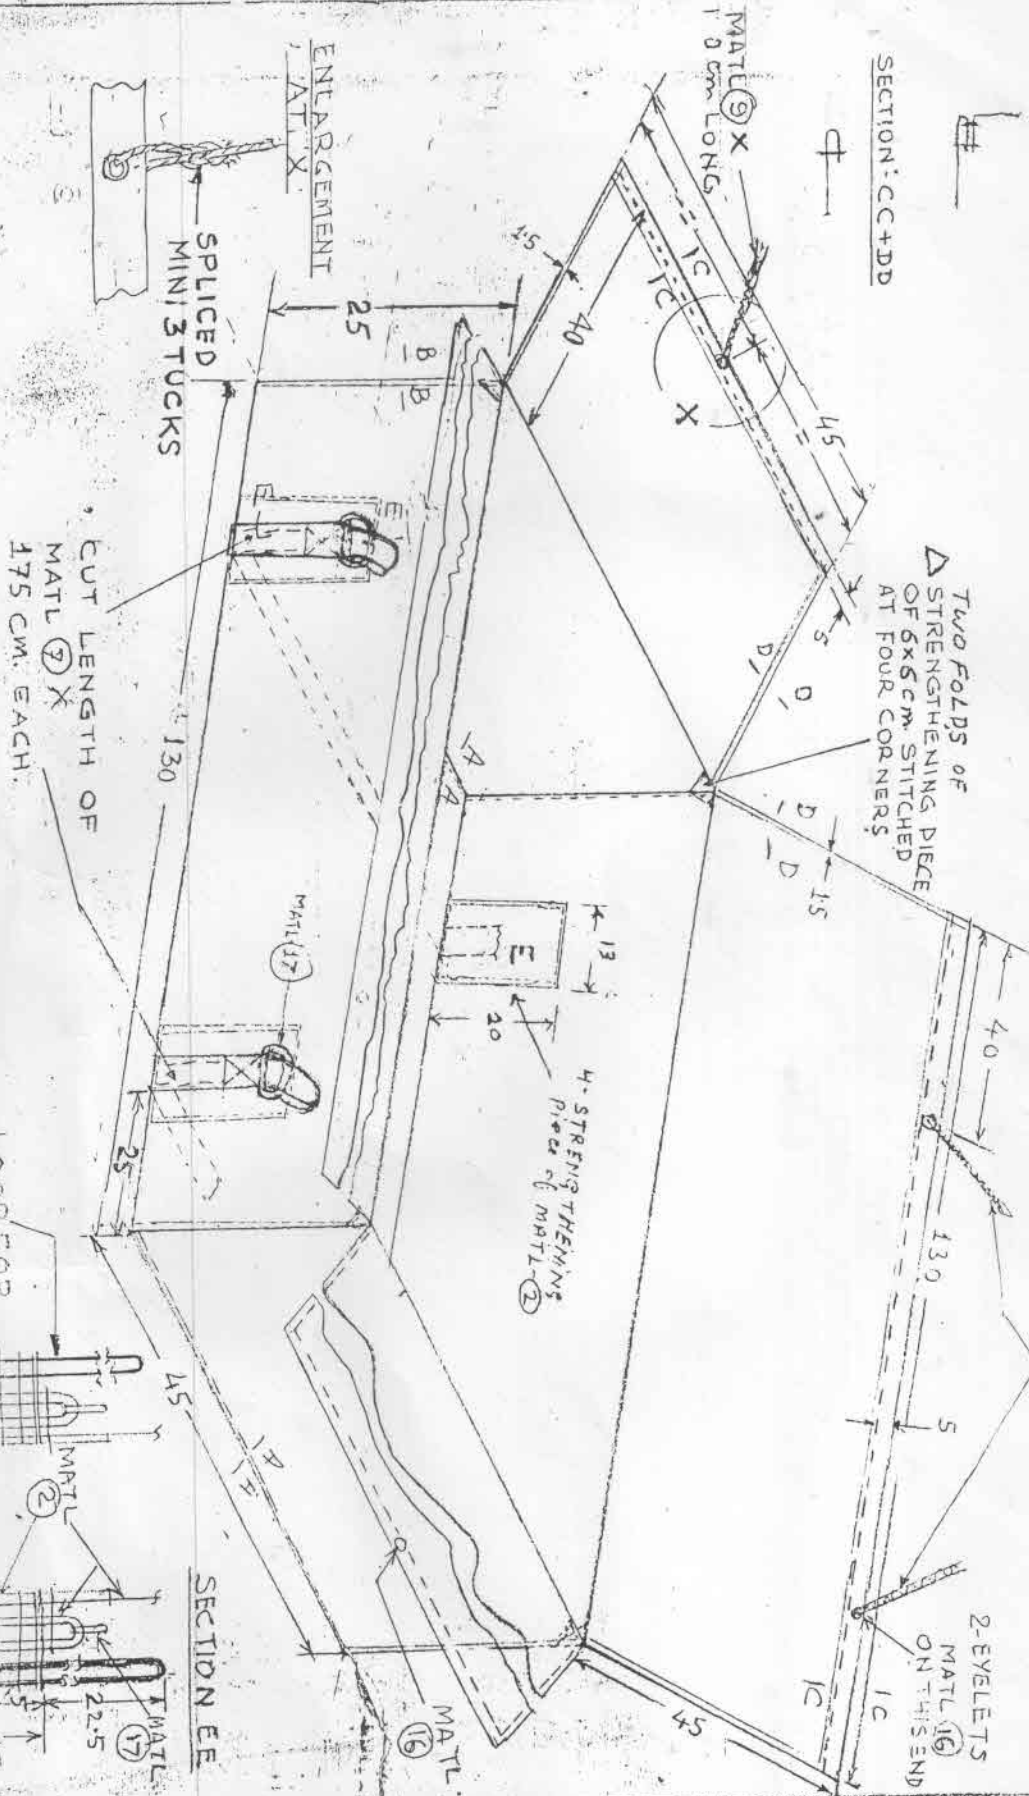 SECTION:CC+DD
MATL (9) X
10 cm LONG
ENLARGEMENT
AT X
SPLICED
MINI 3 TUCKS
TWO FOLDS OF
△ STRENGTHENING PIECE
OF 6X6 cm STITCHED
AT FOUR CORNERS
2-EYELETS
MATL (16)
ON THIS END
45
1C
1C
40
1.5
X
5
D D
D D
1.5
40
130
5
1C
1C
25
B B
A A
13
E
20
4- STRENGTHENING
Piece of MATL-(2)
E E
130
CUT LENGTH OF
MATL (7) X
175 CM. EACH.
MATL (17)
25
45
A A
45
MATL
(16)
SECTION EE
MATL
(2)
MATL
(17)
22.5
5